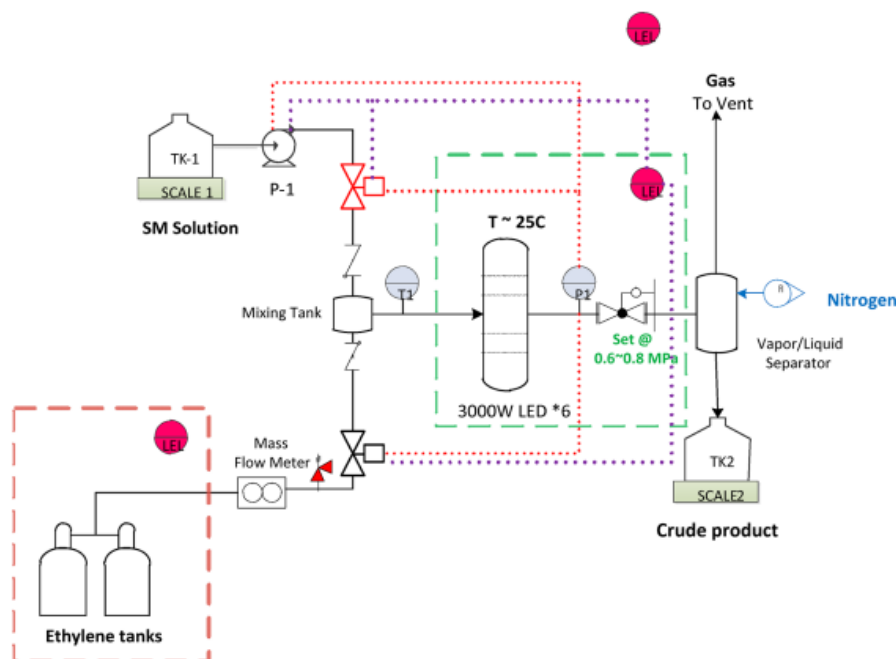 LEL
Gas
To Vent
TK-1
SCALE 1
P-1
SM Solution
LEL
T ~ 25C
T1
P1
Mixing Tank
R
Nitrogen
Set @
0.6~0.8 MPa
Vapor/Liquid
Separator
3000W LED *6
LEL
Mass
Flow Meter
TK2
SCALE2
Crude product
Ethylene tanks